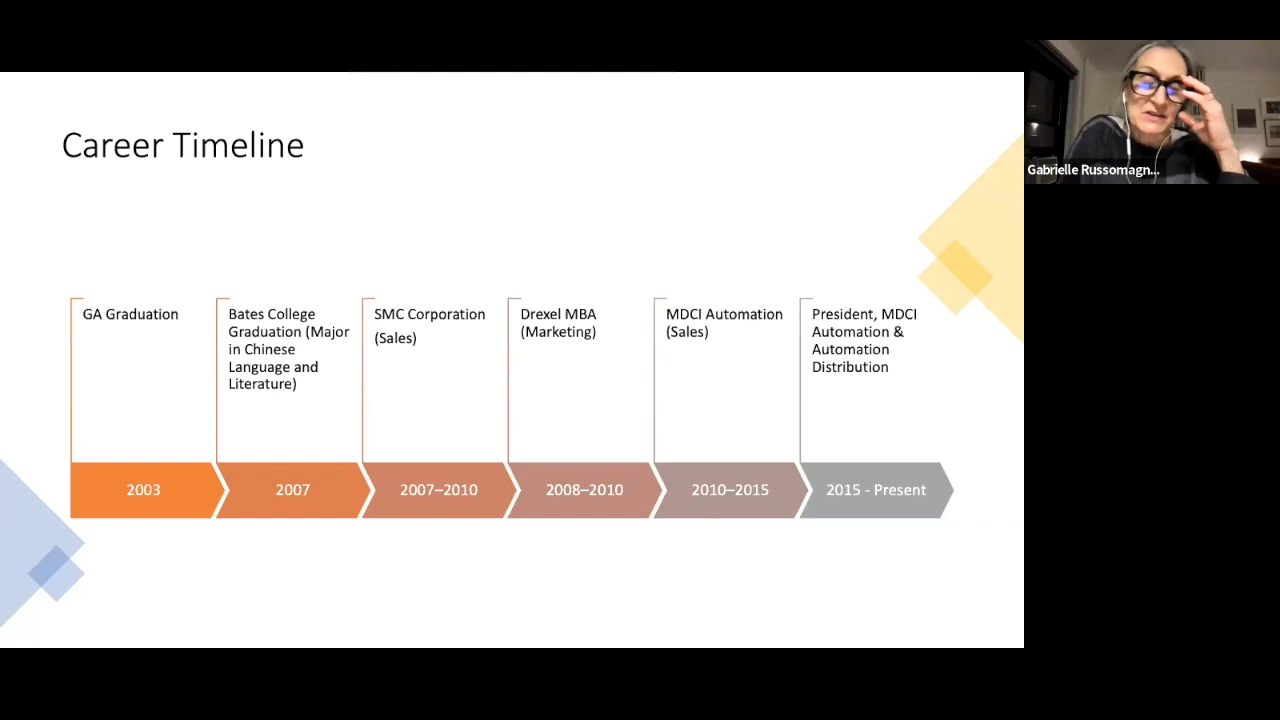 Career Timeline
GA Graduation
Bates College
Graduation (Major
in Chinese
Language and
Literature)
SMC Corporation
(Sales)
Drexel MBA
(Marketing)
MDCI Automation
(Sales)
President, MDCI
Automation &
Automation
Distribution
2003
2007
2007–2010
2008–2010
2010–2015
2015 - Present
Gabrielle Russomagn...